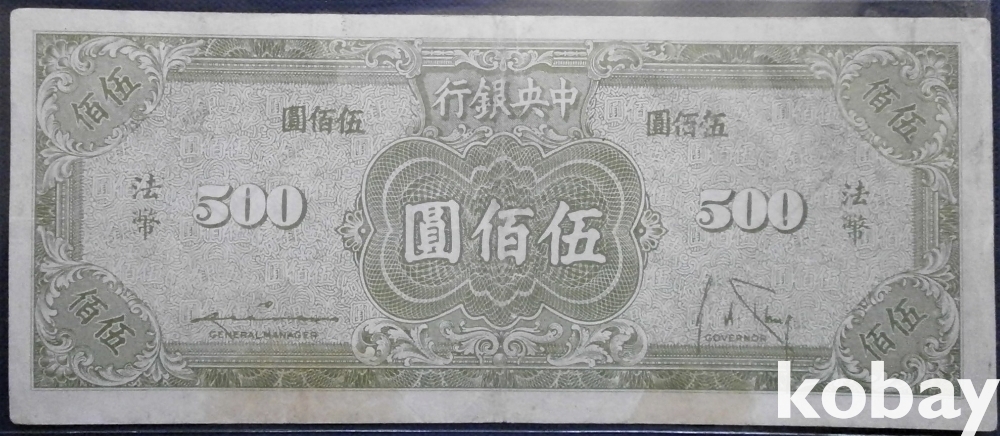 行銀央中
圓佰伍 圓佰伍
佰伍 佰伍
法幣 500 圓佰伍 500 法幣
佰伍 佰伍
GENERAL MANAGER GOVERNOR
kobay